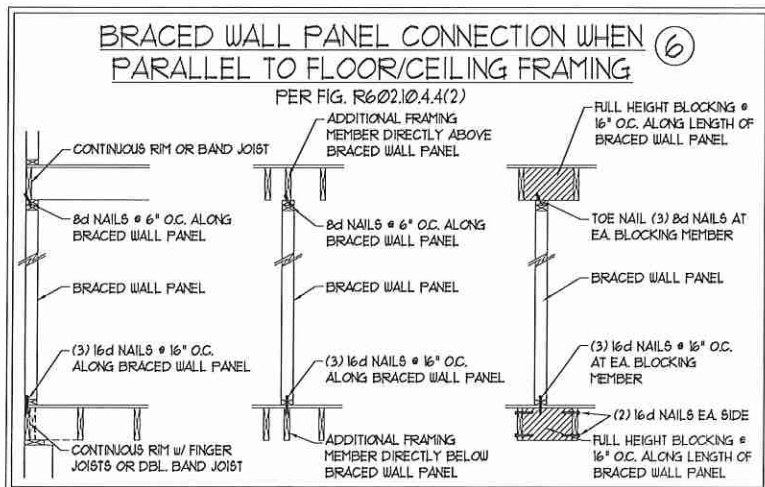 BRACED WALL PANEL CONNECTION WHEN
PARALLEL TO FLOOR/CEILING FRAMING
6
PER FIG. R602.10.4.4(2)
CONTINUOUS RIM OR BAND JOIST
8d NAILS @ 6" O.C. ALONG
BRACED WALL PANEL
BRACED WALL PANEL
(3) 16d NAILS @ 16" O.C.
ALONG BRACED WALL PANEL
CONTINUOUS RIM W/ FINGER
JOISTS OR DBL. BAND JOIST
ADDITIONAL FRAMING
MEMBER DIRECTLY ABOVE
BRACED WALL PANEL
8d NAILS @ 6" O.C. ALONG
BRACED WALL PANEL
BRACED WALL PANEL
(3) 16d NAILS @ 16" O.C.
ALONG BRACED WALL PANEL
ADDITIONAL FRAMING
MEMBER DIRECTLY BELOW
BRACED WALL PANEL
FULL HEIGHT BLOCKING @
16" O.C. ALONG LENGTH OF
BRACED WALL PANEL
TOE NAIL (3) 8d NAILS AT
EA. BLOCKING MEMBER
BRACED WALL PANEL
(3) 16d NAILS @ 16" O.C.
AT EA. BLOCKING
MEMBER
(2) 16d NAILS EA. SIDE
FULL HEIGHT BLOCKING @
16" O.C. ALONG LENGTH OF
BRACED WALL PANEL